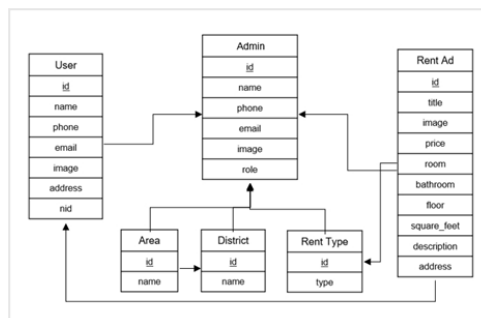 User
id
name
phone
email
image
address
nid
Admin
id
name
phone
email
image
role
Rent Ad
id
title
image
price
room
bathroom
floor
square_feet
description
address
Area
id
name
District
id
name
Rent Type
id
type